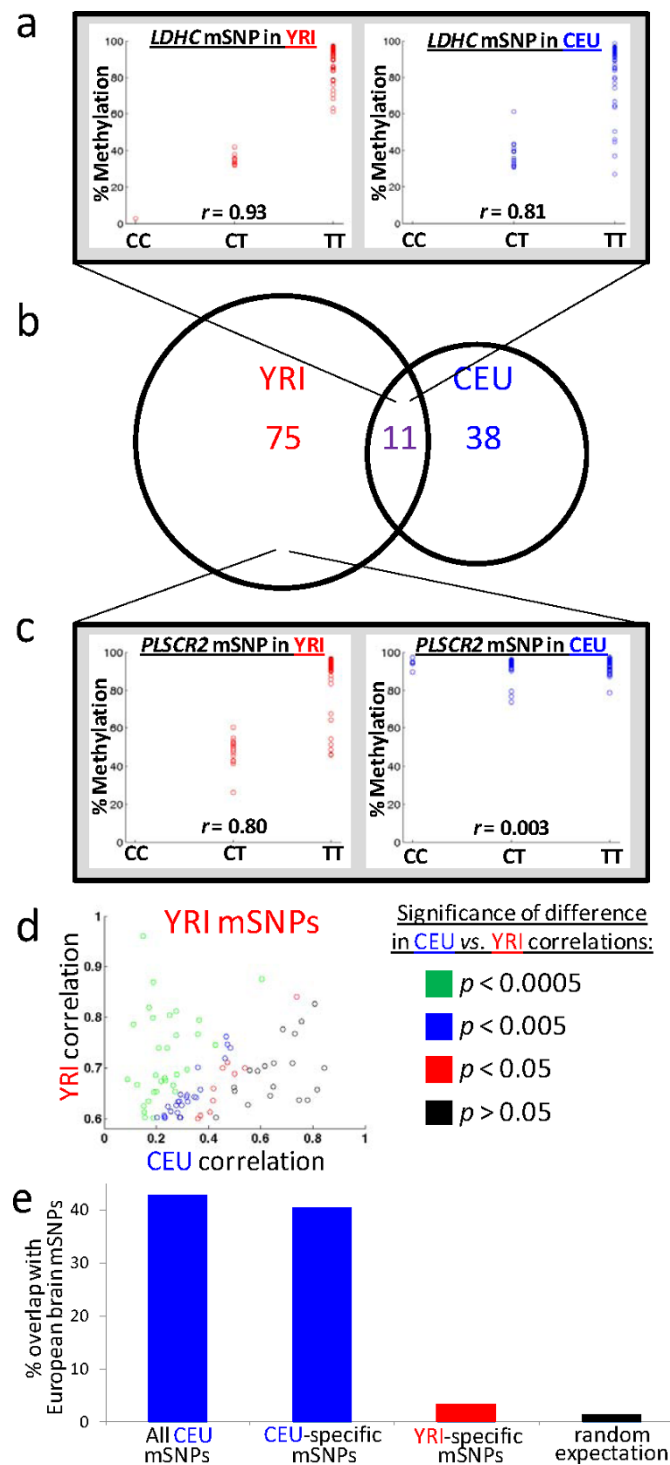 a
LDHC mSNP in YRI
LDHC mSNP in CEU
% Methylation
100
80
60
40
20
0
r = 0.93
CC CT TT
% Methylation
100
80
60
40
20
0
r = 0.81
CC CT TT
b
YRI
CEU
75
11
38
c
PLSCR2 mSNP in YRI
PLSCR2 mSNP in CEU
% Methylation
100
80
60
40
20
0
r = 0.80
CC CT TT
% Methylation
100
80
60
40
20
0
r = 0.003
CC CT TT
d
YRI mSNPs
YRI correlation
1
0.9
0.8
0.7
0.6
0 0.2 0.4 0.6 0.8 1
CEU correlation
Significance of difference
in CEU vs. YRI correlations:
p < 0.0005
p < 0.005
p < 0.05
p > 0.05
e
% overlap with
European brain mSNPs
40
30
20
10
0
All CEU
mSNPs
CEU-specific
mSNPs
YRI-specific
mSNPs
random
expectation